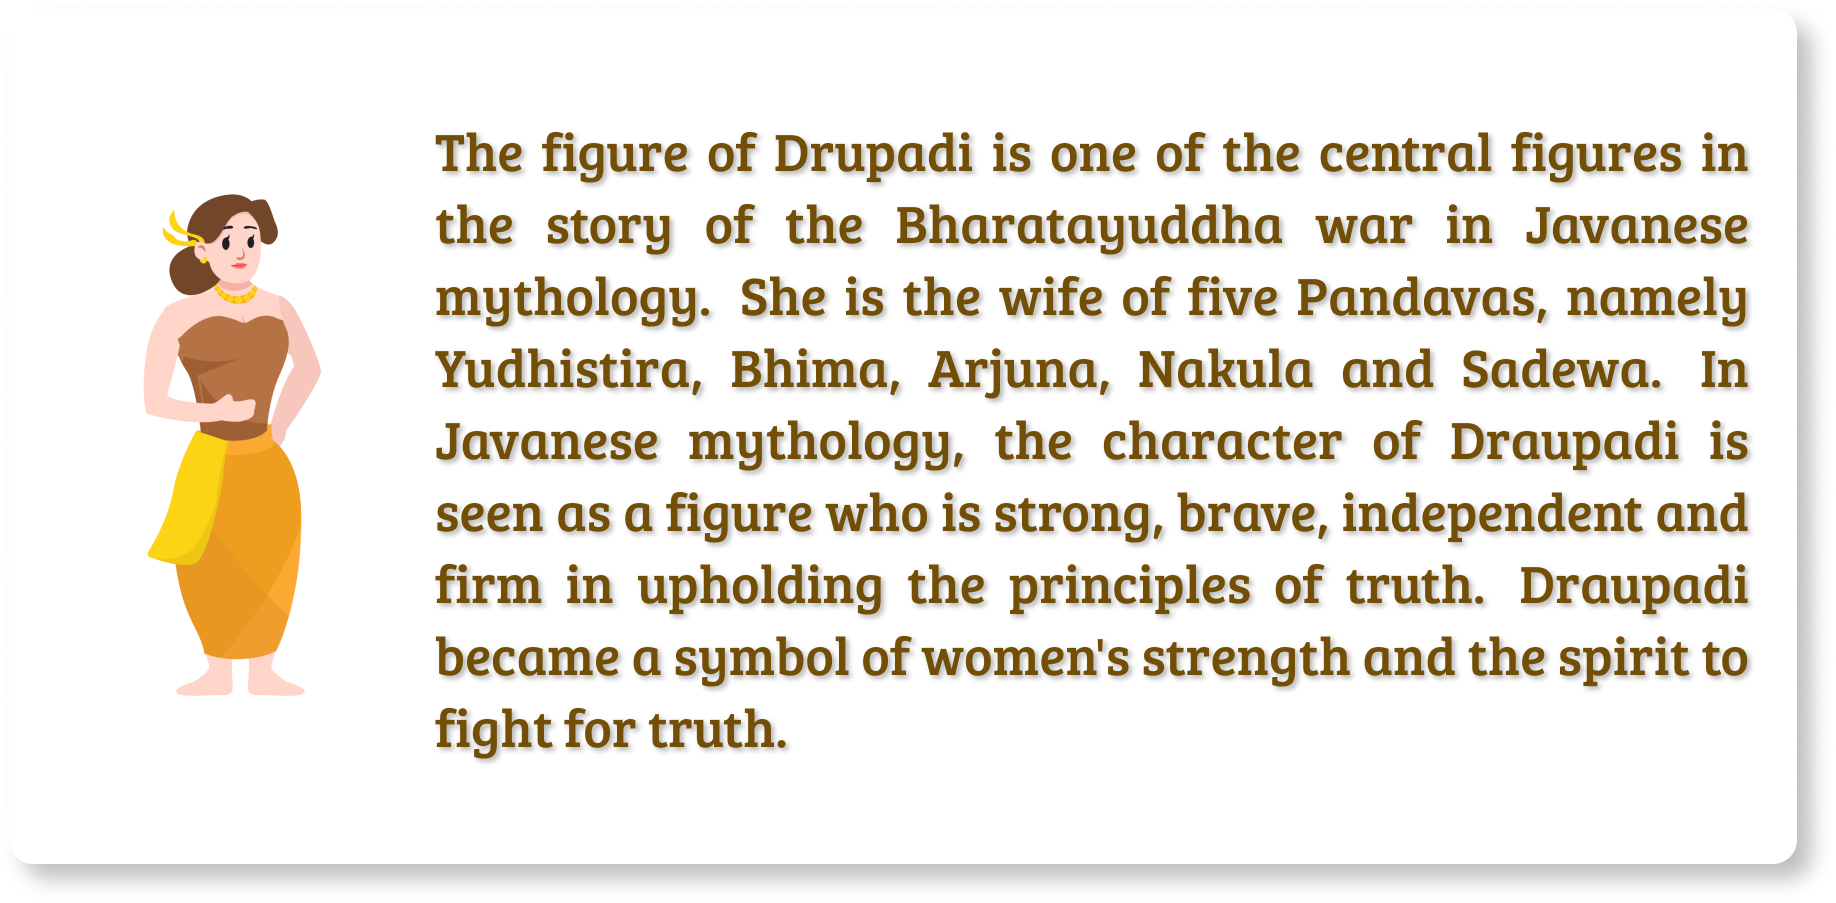 The figure of Drupadi is one of the central figures in
the story of the Bharatayuddha war in Javanese
mythology. She is the wife of five Pandavas, namely
Yudhistira, Bhima, Arjuna, Nakula and Sadewa. In
Javanese mythology, the character of Draupadi is
seen as a figure who is strong, brave, independent and
firm in upholding the principles of truth. Draupadi
became a symbol of women's strength and the spirit to
fight for truth.